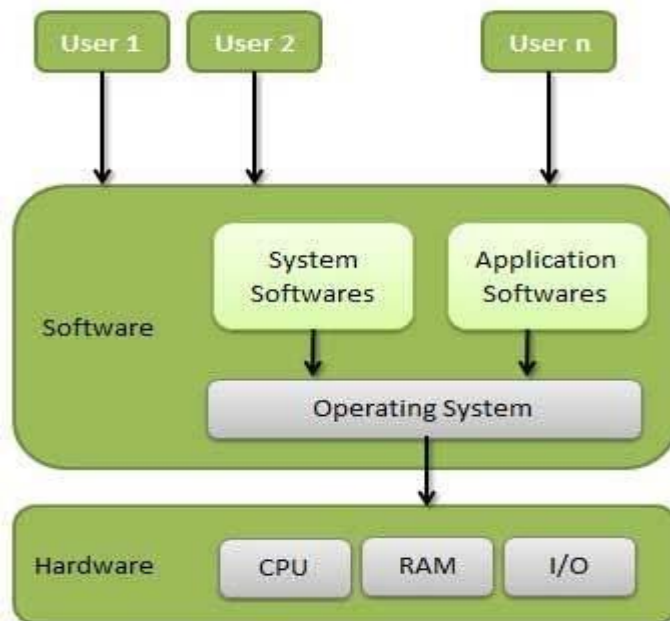 User 1
User 2
User n
System
Softwares
Application
Softwares
Software
Operating System
Hardware
CPU
RAM
I/O